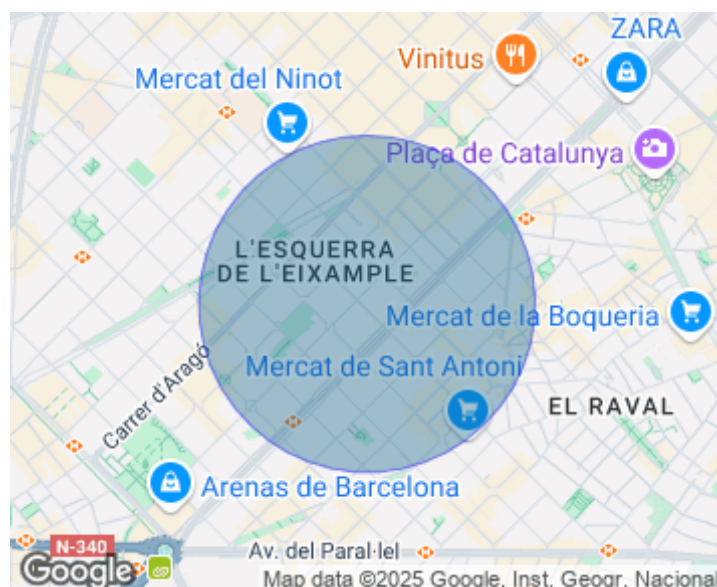 ZARA
Vinitus
Mercat del Ninot
Plaça de Catalunya
L'ESQUERRA
DE L'EIXAMPLE
Mercat de la Boqueria
Carrer d'Aragó
Mercat de Sant Antoni
EL RAVAL
Arenas de Barcelona
N-340
Av. del Paral·lel
Google
Map data ©2025 Google, Inst. Geogr. Nacional